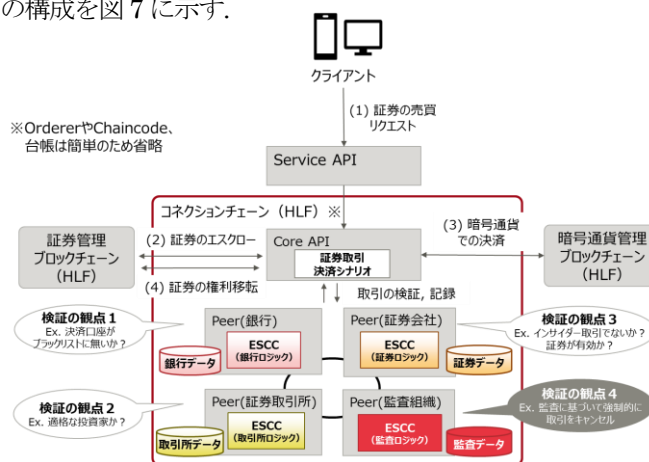 の構成を図 7 に示す.
クライアント
(1) 証券の売買
リクエスト
※OrdererやChaincode、
台帳は簡単のため省略
Service API
コネクションチェーン（HLF）※
証券管理
ブロックチェーン
(HLF)
(2) 証券のエスクロー
(4) 証券の権利移転
Core API
証券取引
決済シナリオ
(3) 暗号通貨
での決済
暗号通貨管理
ブロックチェーン
(HLF)
取引の検証, 記録
検証の観点１
Ex. 決済口座が
ブラックリストに無いか？
Peer(銀行)
ESCC
(銀行ロジック)
銀行データ
Peer(証券会社)
ESCC
(証券ロジック)
証券データ
検証の観点３
Ex. インサイダー取引でないか？
証券が有効か？
検証の観点２
Ex. 適格な投資家か？
Peer(証券取引所)
ESCC
(取引所ロジック)
取引所データ
Peer(監査組織)
ESCC
(監査ロジック)
監査データ
検証の観点４
Ex. 監査に基づいて強制的に
取引をキャンセル